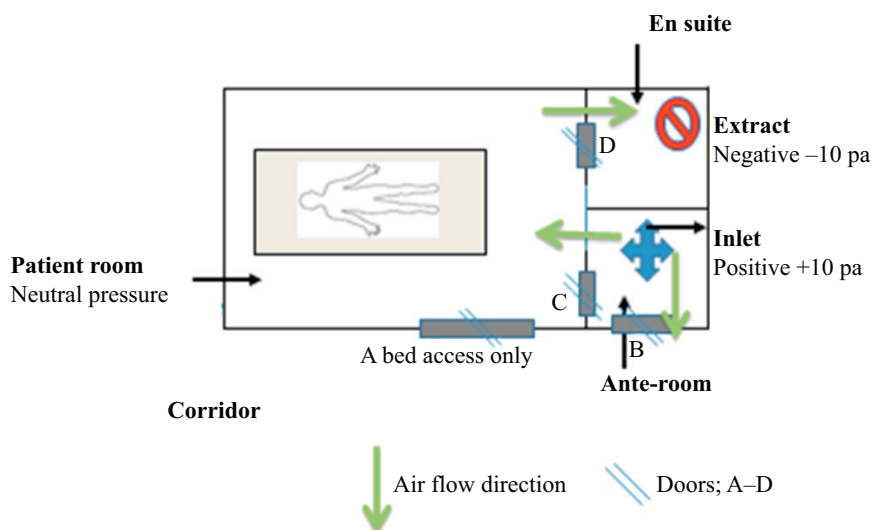 En suite
D
Extract
Negative –10 pa
Inlet
Positive +10 pa
Patient room
Neutral pressure
C
B
A bed access only
Ante-room
Corridor
Air flow direction
Doors; A–D